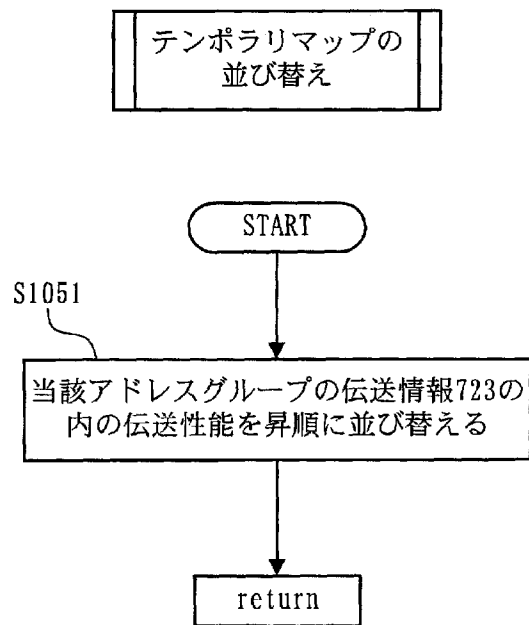 テンポラリマップの
並び替え
START
S1051
当該アドレスグループの伝送情報723の
内の伝送性能を昇順に並び替える
return